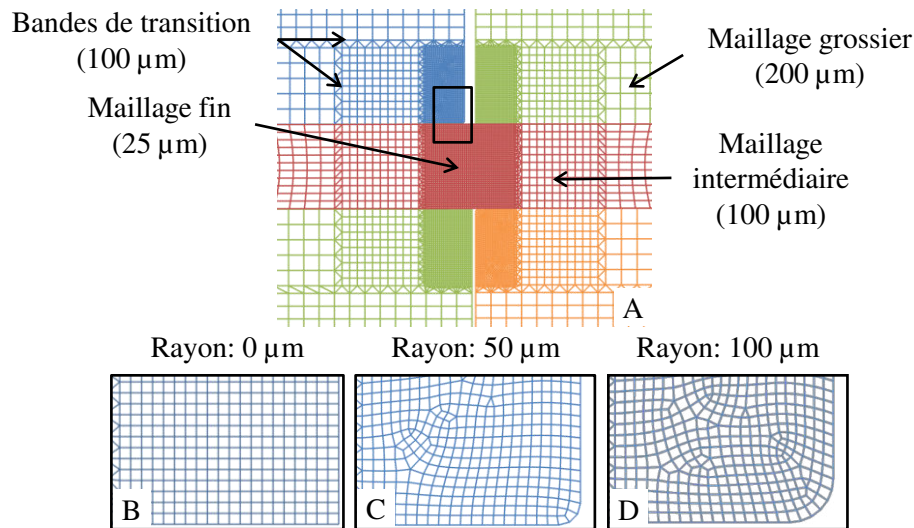 Bandes de transition
(100 µm)
Maillage fin
(25 µm)
Maillage grossier
(200 µm)
Maillage
intermédiaire
(100 µm)
A
Rayon: 0 µm
Rayon: 50 µm
Rayon: 100 µm
B
C
D